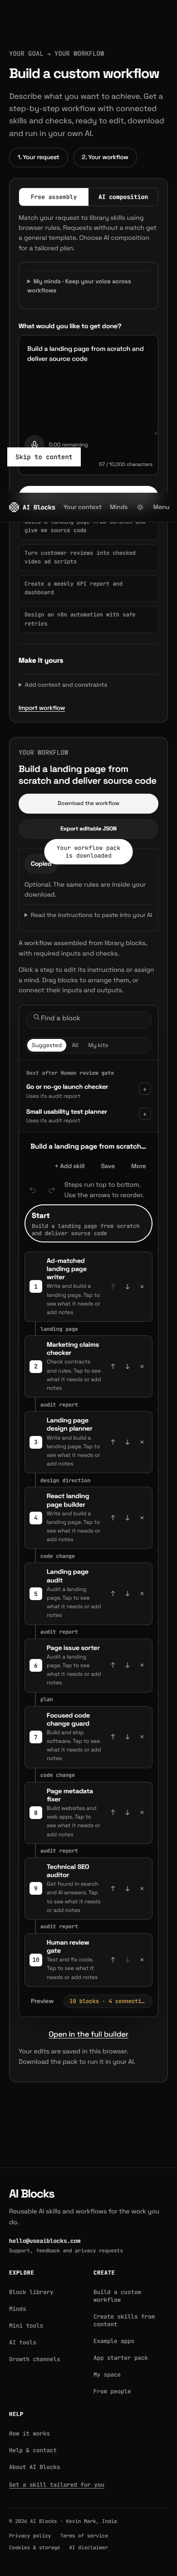 YOUR GOAL → YOUR WORKFLOW
Build a custom workflow
Describe what you want to achieve. Get a
step-by-step workflow with connected
skills and checks, ready to edit, download
and run in your own AI.
1. Your request
2. Your workflow
Free assembly
AI composition
Match your request to library skills using
browser rules. Requests without a match get
a general template. Choose AI composition
for a tailored plan.
▶ My minds · Keep your voice across
workflows
What would you like to get done?
Build a landing page from scratch and
deliver source code
5:00 remaining
Skip to content
57 / 10,000 characters
AI Blocks
Your context
Minds
Menu
Build a landing page from scratch and
give me source code
Turn customer reviews into checked
video ad scripts
Create a weekly KPI report and
dashboard
Design an n8n automation with safe
retries
Make it yours
▶ Add context and constraints
Import workflow
YOUR WORKFLOW
Build a landing page from
scratch and deliver source code
Download the workflow
Export editable JSON
Your workflow pack
is downloaded
Copied
Optional. The same rules are inside your
download.
▶ Read the instructions to paste into your AI
A workflow assembled from library blocks,
with required inputs and checks.
Click a step to edit its instructions or assign
a mind. Drag blocks to arrange them, or
connect their inputs and outputs.
Find a block
Suggested
All
My kits
Next after Human review gate
Go or no-go launch checker
Uses its audit report
+
Small usability test planner
Uses its audit report
+
Build a landing page from scratch...
+ Add skill
Save
More
Steps run top to bottom.
Use the arrows to reorder.
Start
Build a landing page from scratch
and deliver source code
1
Ad-matched
landing page
writer
Write and build a
landing page. Tap to
see what it needs or
add notes
↑ ↓ ×
landing page
2
Marketing claims
checker
Check contracts
and rules. Tap to see
what it needs or add
notes
↑ ↓ ×
audit report
3
Landing page
design planner
Write and build a
landing page. Tap to
see what it needs or
add notes
↑ ↓ ×
design direction
4
React landing
page builder
Write and build a
landing page. Tap to
see what it needs or
add notes
↑ ↓ ×
code change
5
Landing page
audit
Audit a landing
page. Tap to see
what it needs or add
notes
↑ ↓ ×
audit report
6
Page issue sorter
Audit a landing
page. Tap to see
what it needs or add
notes
↑ ↓ ×
plan
7
Focused code
change guard
Build and ship
software. Tap to see
what it needs or add
notes
↑ ↓ ×
code change
8
Page metadata
fixer
Build websites and
web apps. Tap to
see what it needs or
add notes
↑ ↓ ×
audit report
9
Technical SEO
auditor
Get found in search
and AI answers. Tap
to see what it needs
or add notes
↑ ↓ ×
audit report
10
Human review
gate
Text and fix code.
Tap to see what it
needs or add notes
↑ ↓ ×
Preview
10 blocks · 4 connecti…
Open in the full builder
Your edits are saved in this browser.
Download the pack to run it in your AI.
AI Blocks
Reusable AI skills and workflows for the work you
do.
hello@useaiblocks.com
Support, feedback and privacy requests
EXPLORE
Block library
Minds
Mini tools
AI tools
Growth channels
CREATE
Build a custom
workflow
Create skills from
content
Example apps
App starter pack
My space
From people
HELP
How it works
Help & contact
About AI Blocks
Get a skill tailored for you
© 2026 AI Blocks · Kevin Mark, India
Privacy policy
Terms of service
Cookies & storage
AI disclaimer